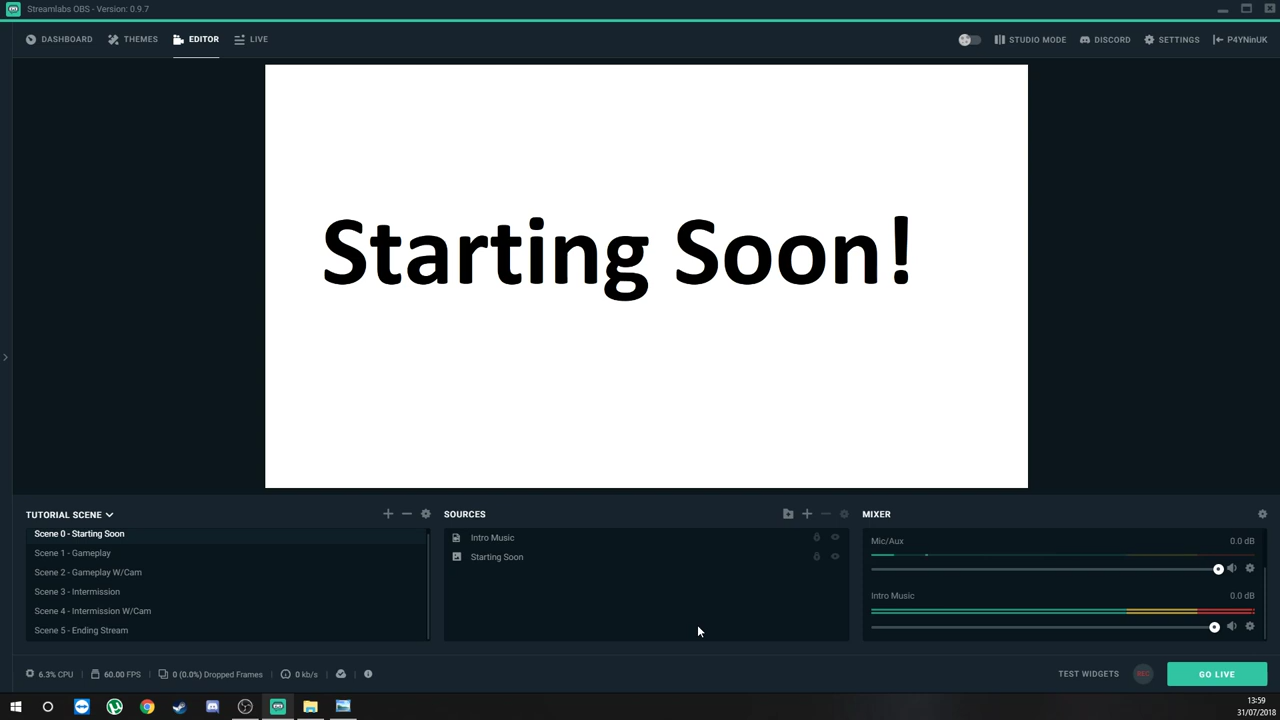 Streamlabs OBS - Version: 0.9.7
DASHBOARD THEMES EDITOR LIVE STUDIO MODE DISCORD SETTINGS P4YNinUK
Starting Soon!
TUTORIAL SCENE
Scene 0 - Starting Soon
Scene 1 - Gameplay
Scene 2 - Gameplay W/Cam
Scene 3 - Intermission
Scene 4 - Intermission W/Cam
Scene 5 - Ending Stream
SOURCES
Intro Music
Starting Soon
MIXER
Mic/Aux 0.0 dB
Intro Music 0.0 dB
6.3% CPU 60.00 FPS 0 (0.0%) Dropped Frames 0 kb/s TEST WIDGETS REC GO LIVE
13:59
31/07/2018